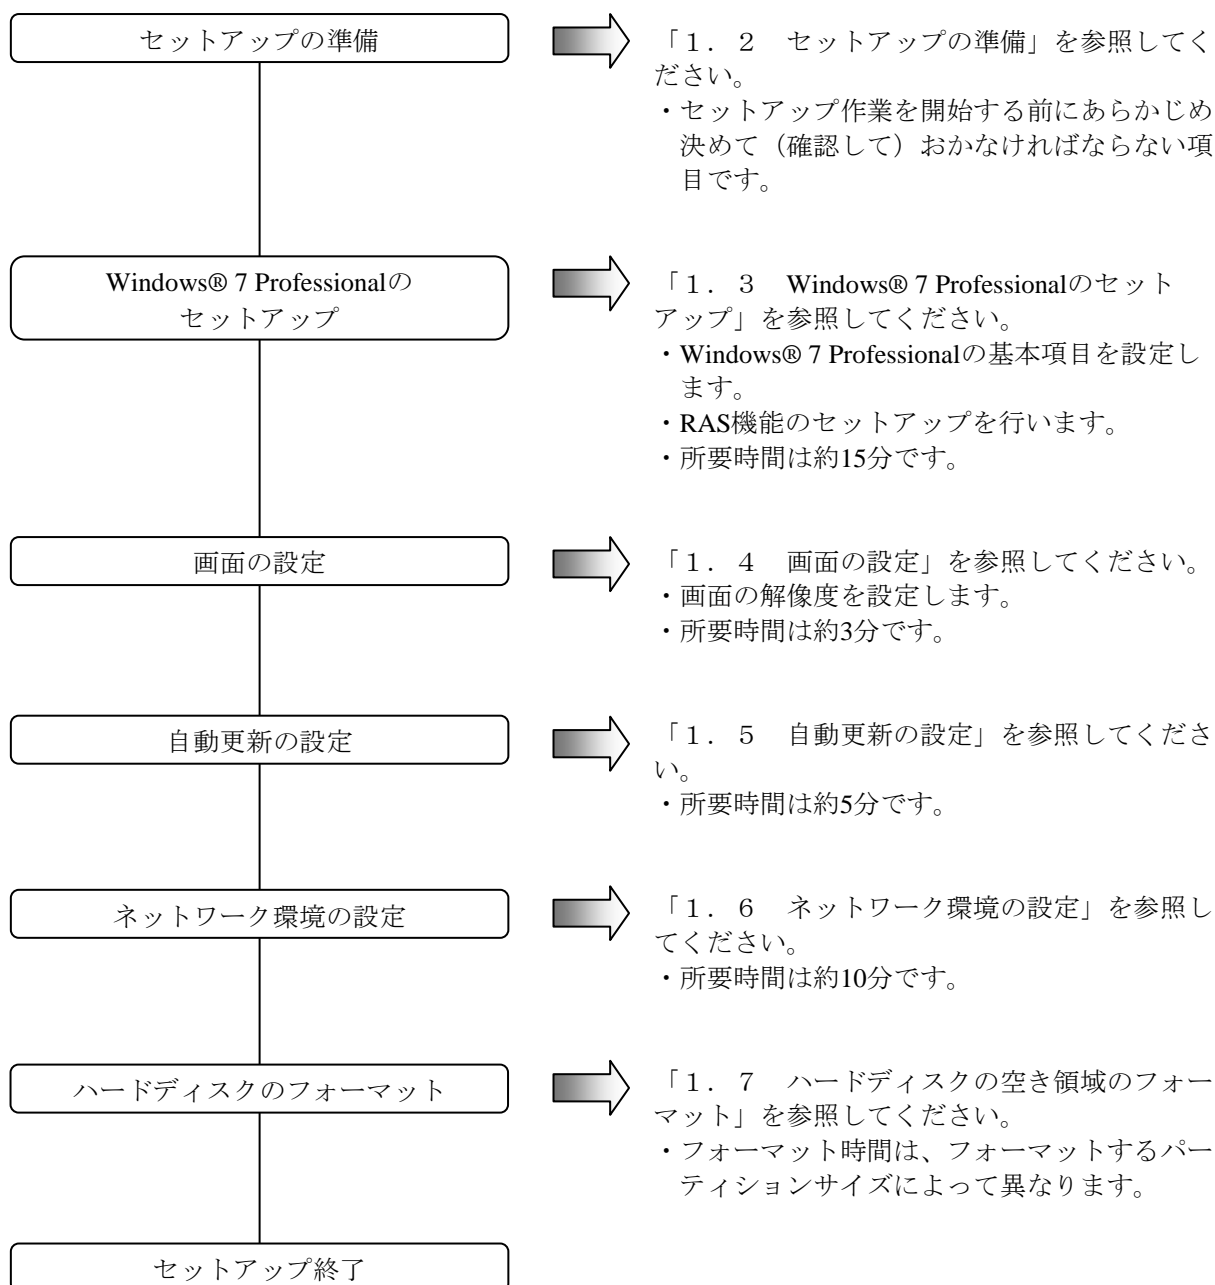 セットアップの準備
「１．２　セットアップの準備」を参照してく
ださい。
・セットアップ作業を開始する前にあらかじめ
決めて（確認して）おかなければならない項
目です。
Windows® 7 Professionalの
セットアップ
「１．３　Windows® 7 Professionalのセット
アップ」を参照してください。
・Windows® 7 Professionalの基本項目を設定し
ます。
・RAS機能のセットアップを行います。
・所要時間は約15分です。
画面の設定
「１．４　画面の設定」を参照してください。
・画面の解像度を設定します。
・所要時間は約3分です。
自動更新の設定
「１．５　自動更新の設定」を参照してくださ
い。
・所要時間は約5分です。
ネットワーク環境の設定
「１．６　ネットワーク環境の設定」を参照し
てください。
・所要時間は約10分です。
ハードディスクのフォーマット
「１．７　ハードディスクの空き領域のフォー
マット」を参照してください。
・フォーマット時間は、フォーマットするパー
ティションサイズによって異なります。
セットアップ終了